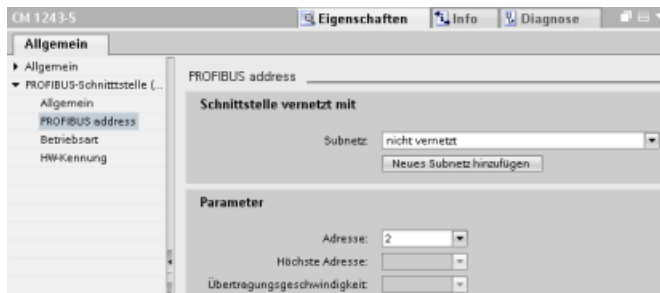 CM 1243-5
Eigenschaften
Info
Diagnose
Allgemein
Allgemein
PROFIBUS-Schnitttstelle (...
Allgemein
PROFIBUS address
Betriebsart
HW-Kennung
PROFIBUS address
Schnittstelle vernetzt mit
Subnetz: nicht vernetzt
Neues Subnetz hinzufügen
Parameter
Adresse: 2
Höchste Adresse:
Übertragungsgeschwindigkeit: